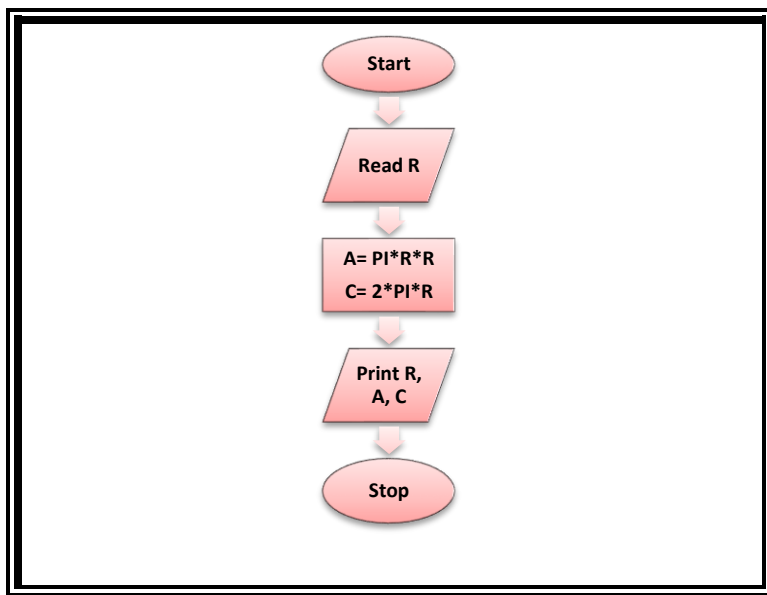 Start
Read R
A= PI*R*R
C= 2*PI*R
Print R,
A, C
Stop